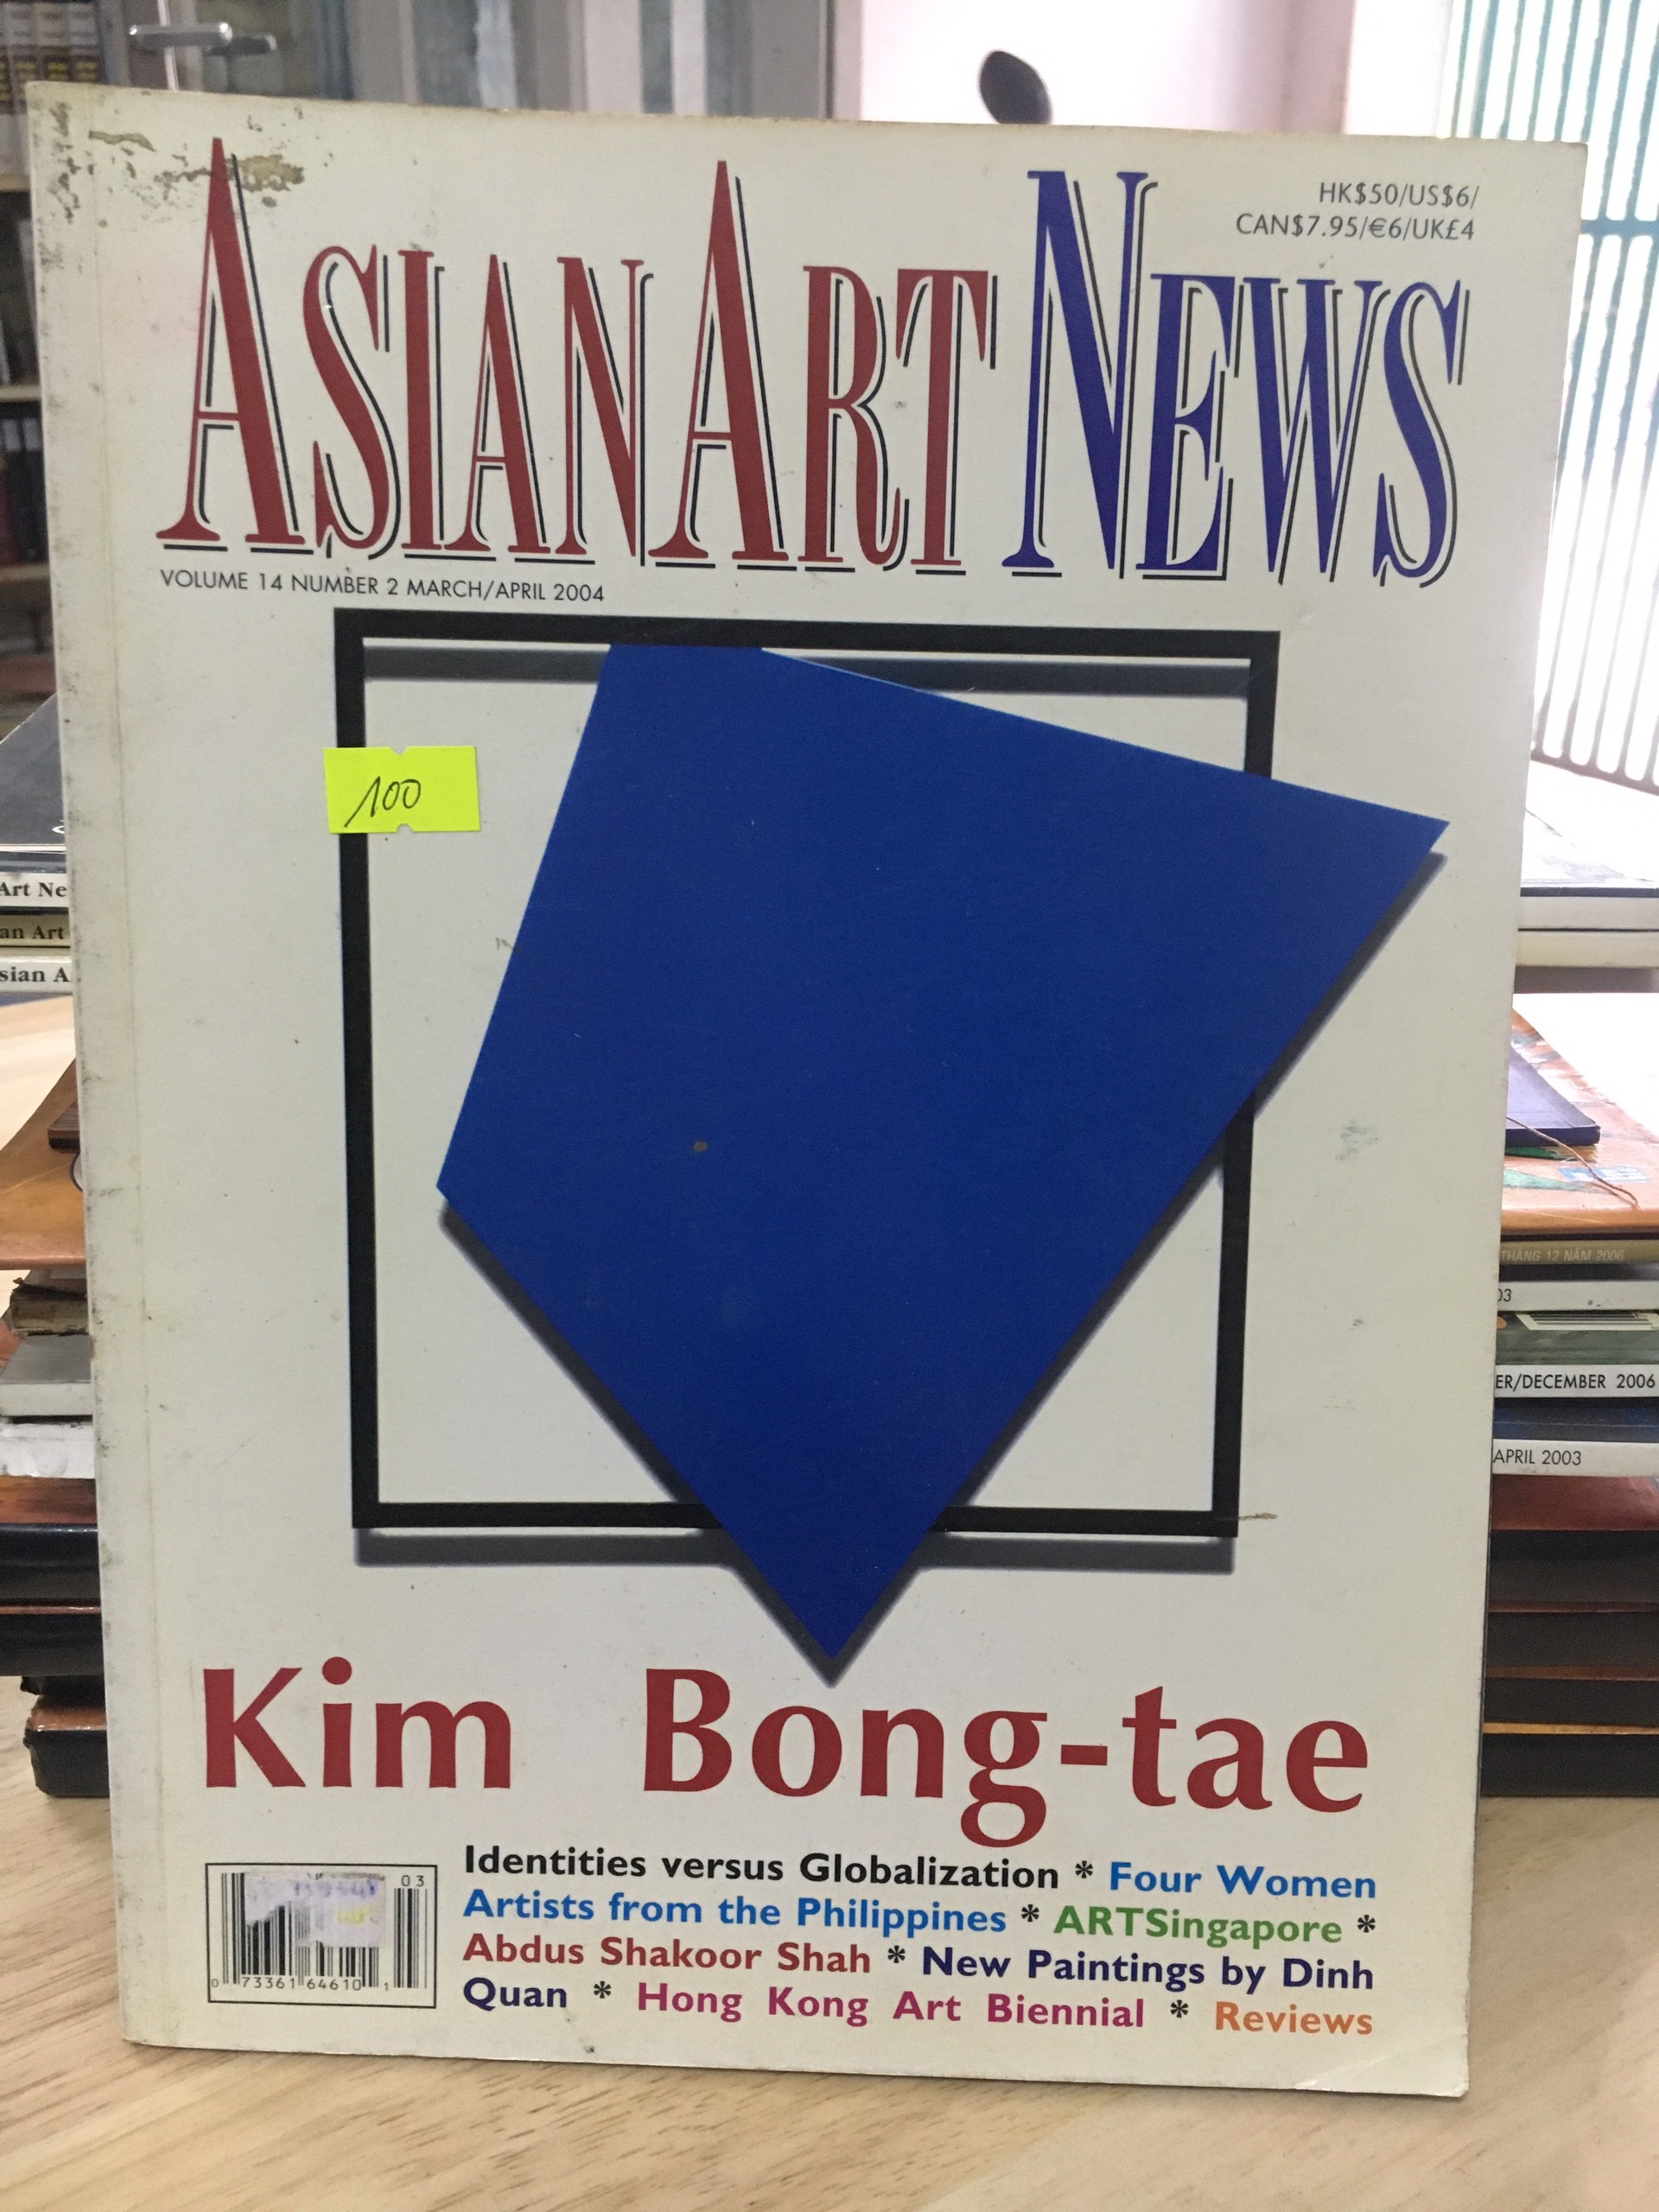 HK$50/US$6/
CAN$7.95/€6/UK£4
ASIAN ART NEWS
VOLUME 14 NUMBER 2 MARCH/APRIL 2004
100
Art Ne
an Art
sian A
THÁNG 12 NĂM 2006
03
ER/DECEMBER 2006
APRIL 2003
Kim Bong-tae
Identities versus Globalization * Four Women
Artists from the Philippines * ARTSingapore *
Abdus Shakoor Shah * New Paintings by Dinh
Quan * Hong Kong Art Biennial * Reviews
03
0 73361 64610 1